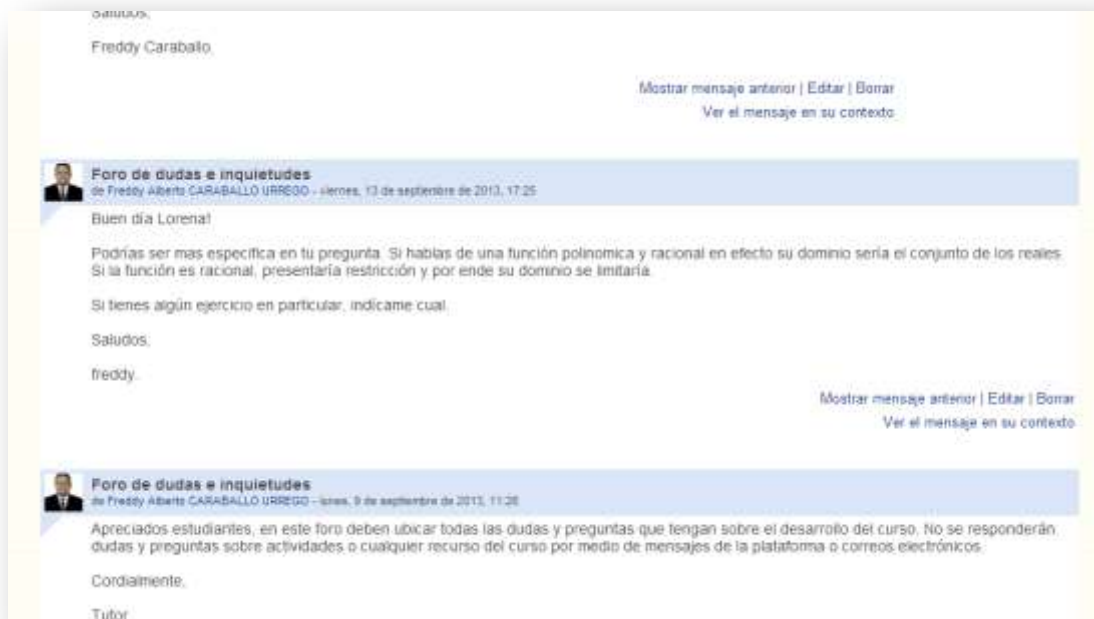 Saludos,
Freddy Caraballo.
Mostrar mensaje anterior | Editar | Borrar
Ver el mensaje en su contexto
Foro de dudas e inquietudes
de Freddy Alberto CARABALLO URREGO - viernes, 13 de septiembre de 2013, 17:25
Buen día Lorena!
Podrías ser mas especifica en tu pregunta. Si hablas de una función polinomica y racional en efecto su dominio sería el conjunto de los reales.
Si la función es racional, presentaría restricción y por ende su dominio se limitaría.
Si tienes algún ejercicio en particular, indícame cual.
Saludos,
freddy.
Mostrar mensaje anterior | Editar | Borrar
Ver el mensaje en su contexto
Foro de dudas e inquietudes
de Freddy Alberto CARABALLO URREGO - lunes, 9 de septiembre de 2013, 11:26
Apreciados estudiantes, en este foro deben ubicar todas las dudas y preguntas que tengan sobre el desarrollo del curso. No se responderán
dudas y preguntas sobre actividades o cualquier recurso del curso por medio de mensajes de la plataforma o correos electrónicos.
Cordialmente,
Tutor